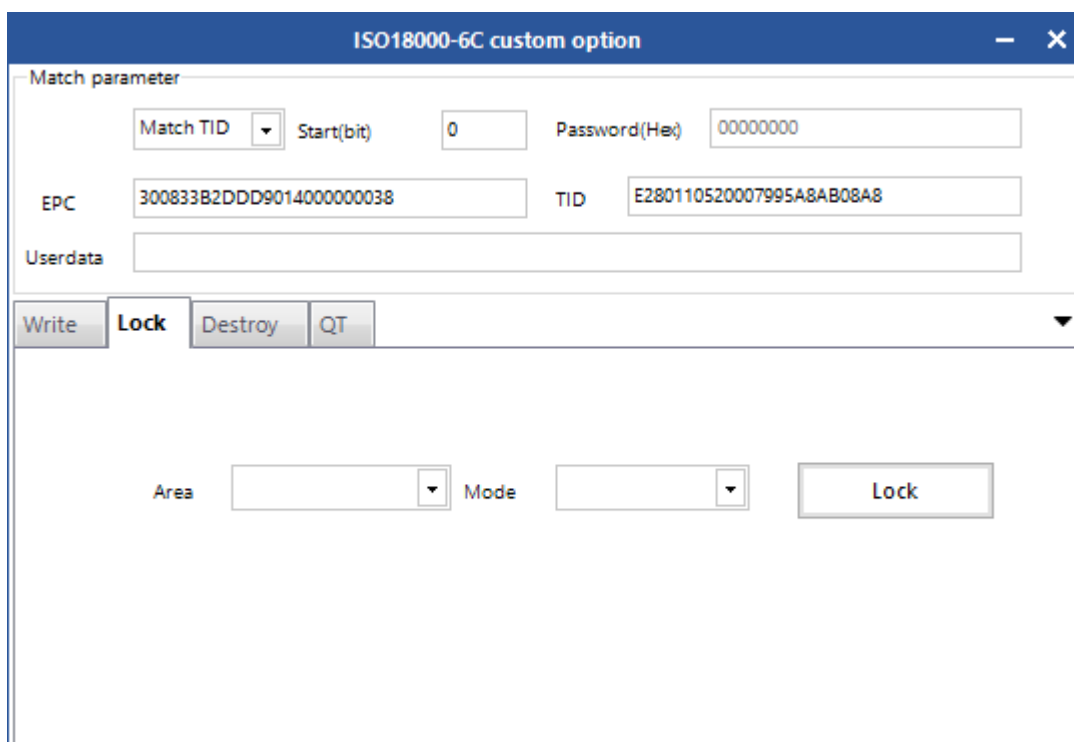 ISO18000-6C custom option
Match parameter
Match TID Start(bit) 0 Password(Hex) 00000000
EPC 300833B2DDD9014000000038 TID E280110520007995A8AB08A8
Userdata
Write Lock Destroy QT
Area Mode Lock